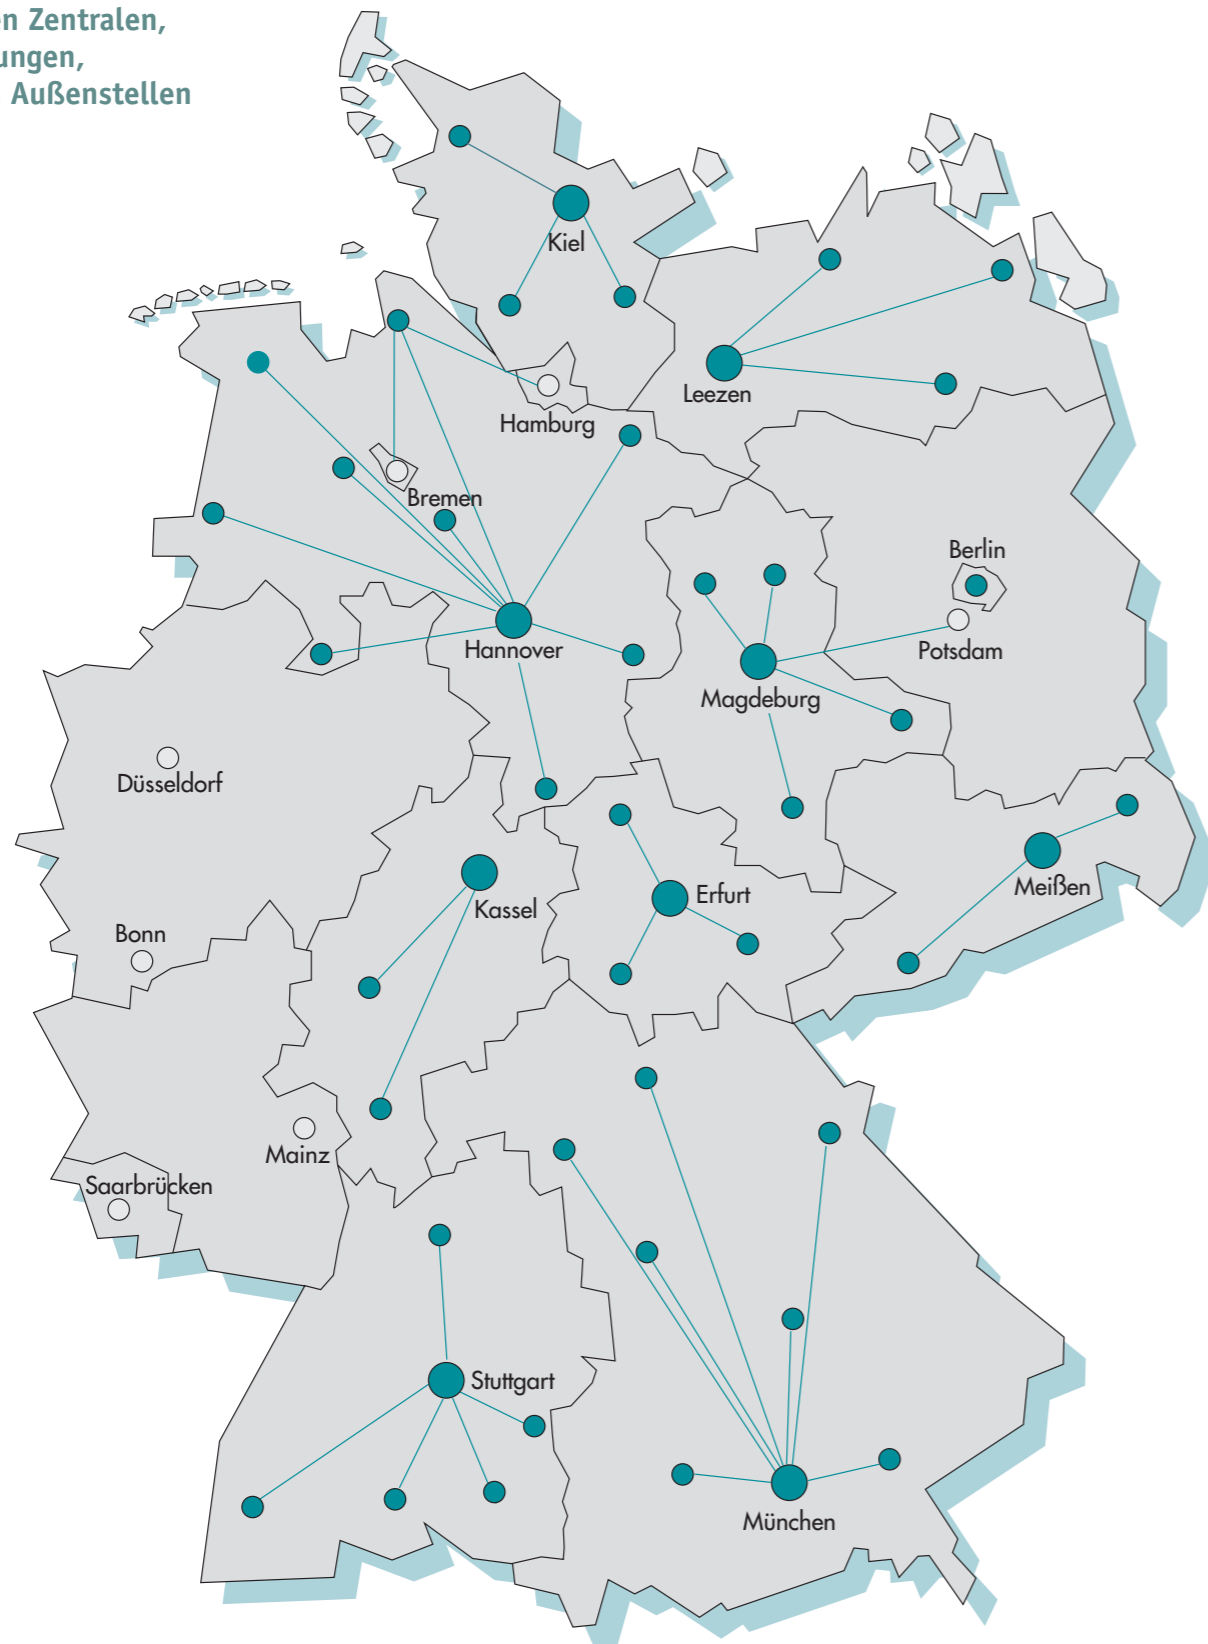 en Zentralen,
ungen,
Außenstellen
Kiel
Leezen
Hamburg
Bremen
Berlin
Hannover
Potsdam
Magdeburg
Düsseldorf
Meißen
Erfurt
Kassel
Bonn
Mainz
Saarbrücken
Stuttgart
München